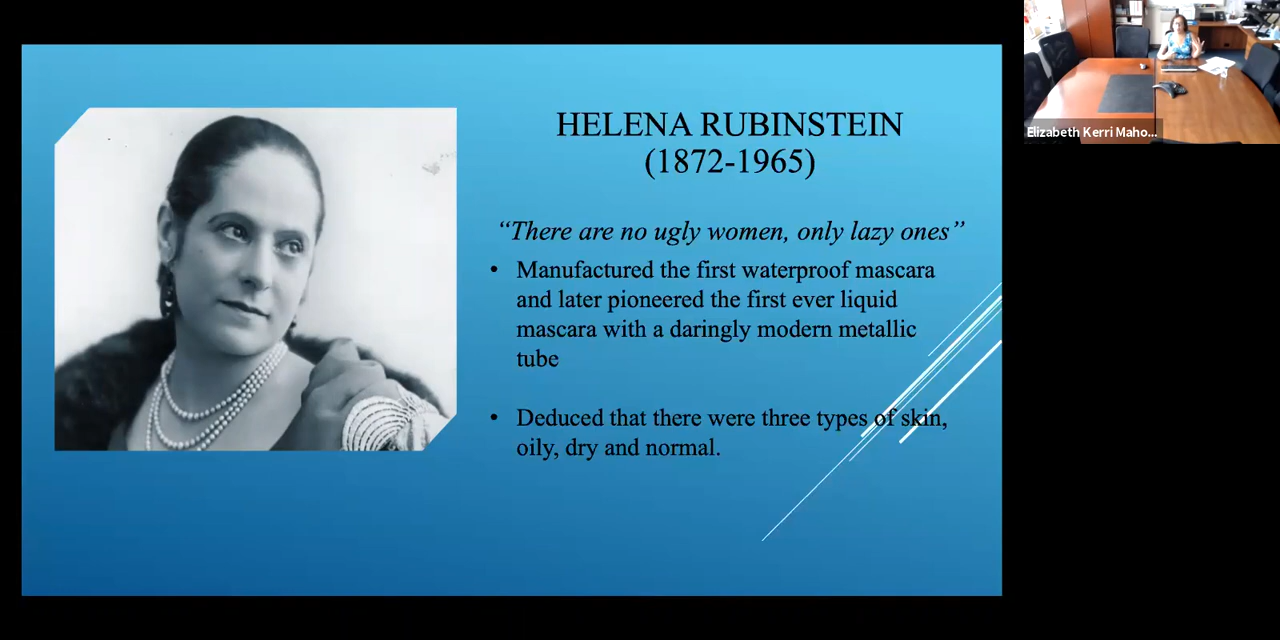 HELENA RUBINSTEIN
(1872-1965)
“There are no ugly women, only lazy ones”
• Manufactured the first waterproof mascara
and later pioneered the first ever liquid
mascara with a daringly modern metallic
tube
• Deduced that there were three types of skin,
oily, dry and normal.
Elizabeth Kerri Maho...